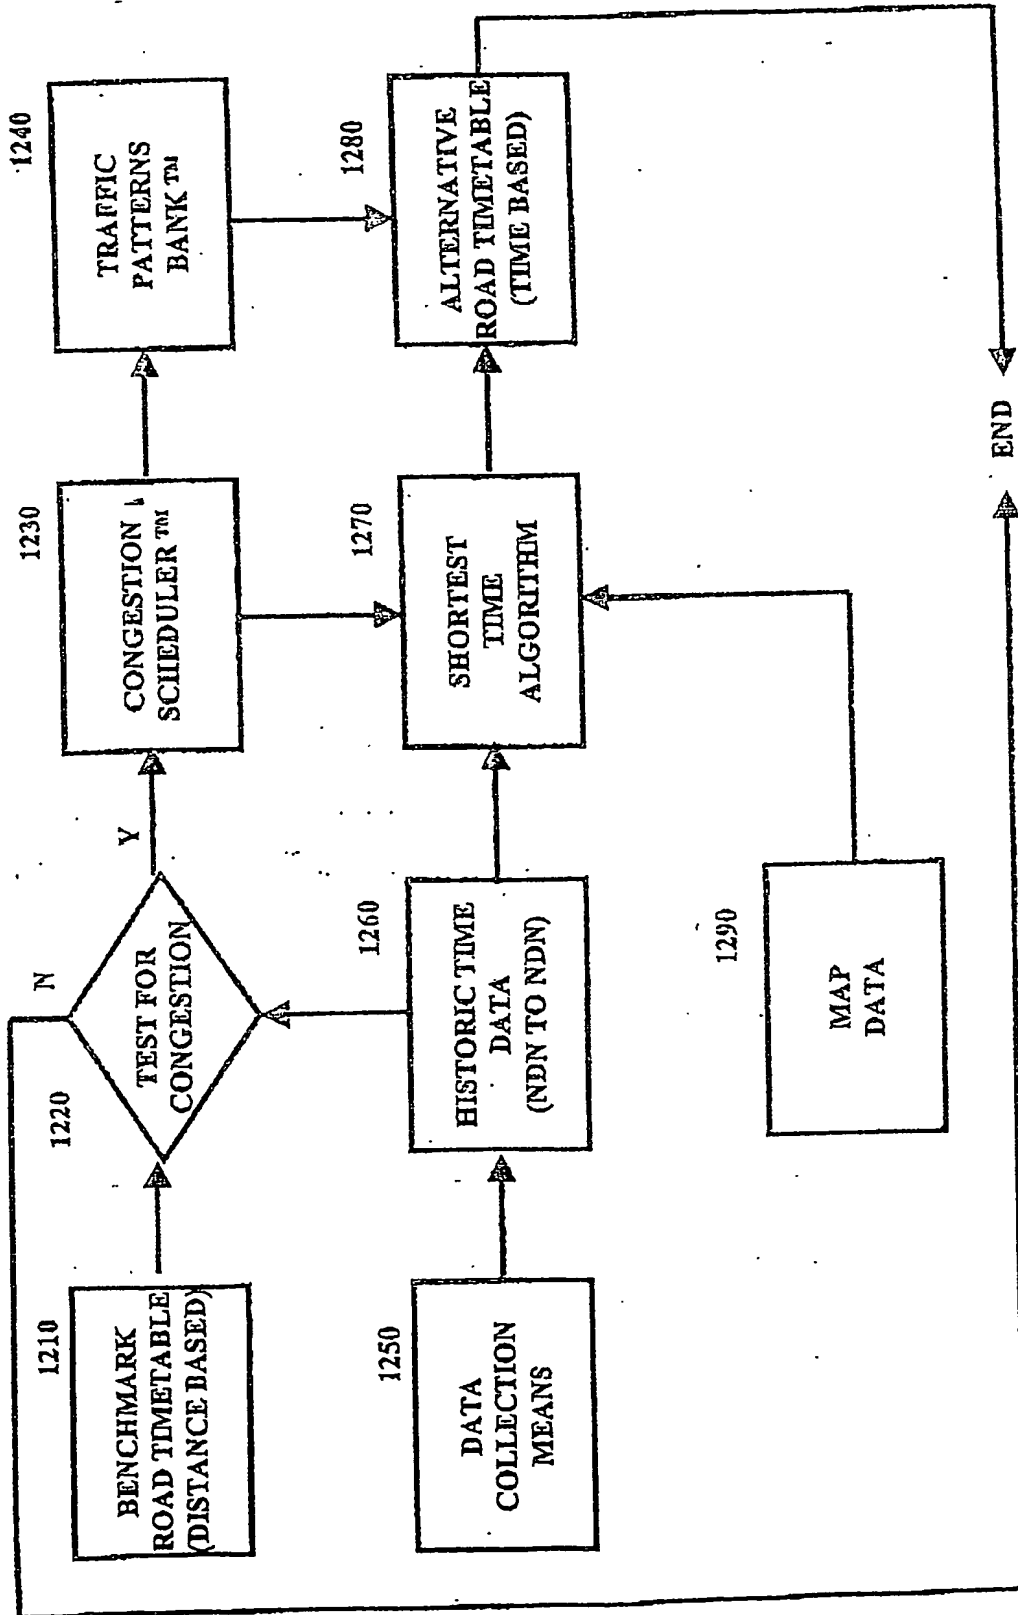 1210
BENCHMARK
ROAD TIMETABLE
(DISTANCE BASED)
1220
TEST FOR
CONGESTION
N
Y
1230
CONGESTION
SCHEDULER™
1240
TRAFFIC
PATTERNS
BANK™
1250
DATA
COLLECTION
MEANS
1260
HISTORIC TIME
DATA
(NDN TO NDN)
1270
SHORTEST
TIME
ALGORITHM
1280
ALTERNATIVE
ROAD TIMETABLE
(TIME BASED)
1290
MAP
DATA
END